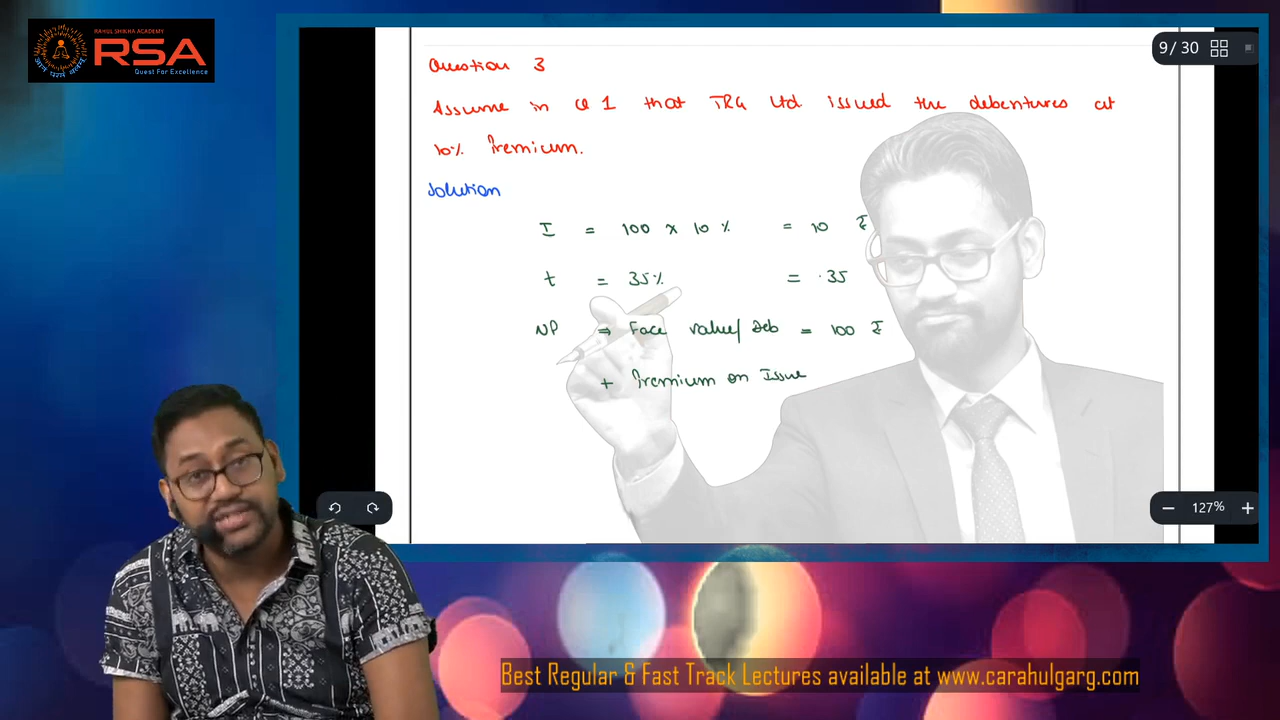 RAHUL SHIKHA ACADEMY
RSA
Quest For Excellence
9/30
Question 3
Assume in Q 1 that TRG Ltd issued the debentures at
10% Premium.
Solution
I = 100 x 10 % = 10 ₹
t = 35% = .35
NP ⇒ Face value/Deb = 100 ₹
+ Premium on Issue
127%
Best Regular & Fast Track Lectures available at www.carahulgarg.com